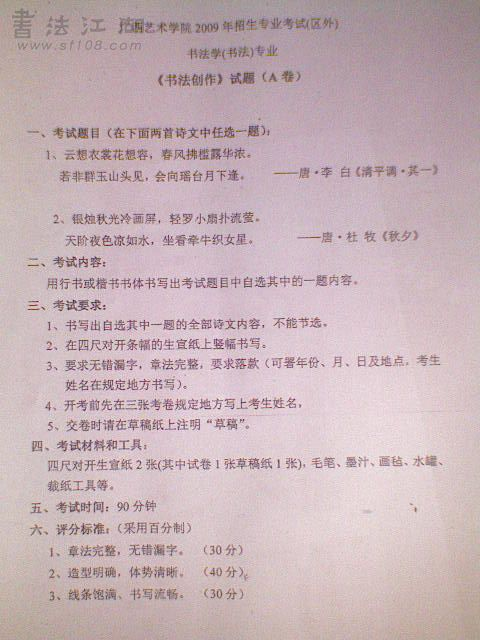 书法江湖
www.sf108.com
广西艺术学院 2009 年招生专业考试(区外)
书法学(书法)专业
《书法创作》试题（A 卷）
一、考试题目（在下面两首诗文中任选一题）：
1、云想衣裳花想容，春风拂槛露华浓。
若非群玉山头见，会向瑶台月下逢。 ——唐·李 白《清平调·其一》
2、银烛秋光冷画屏，轻罗小扇扑流萤。
天阶夜色凉如水，坐看牵牛织女星。 ——唐·杜 牧《秋夕》
二、考试内容：
用行书或楷书书体书写出考试题目中自选其中的一题内容。
三、考试要求：
1、书写出自选其中一题的全部诗文内容，不能节选。
2、在四尺对开条幅的生宣纸上竖幅书写。
3、要求无错漏字，章法完整，要求落款（可署年份、月、日及地点，考生
姓名在规定地方书写）。
4、开考前先在三张考卷规定地方写上考生姓名，
5、交卷时请在草稿纸上注明“草稿”。
四、考试材料和工具：
四尺对开生宣纸 2 张(其中试卷 1 张草稿纸 1 张)，毛笔、墨汁、画毡、水罐、
裁纸工具等。
五、考试时间：90 分钟
六、评分标准：（采用百分制）
1、章法完整，无错漏字。（30 分）
2、造型明确，体势清晰。（40 分）
3、线条饱满、书写流畅。（30 分）